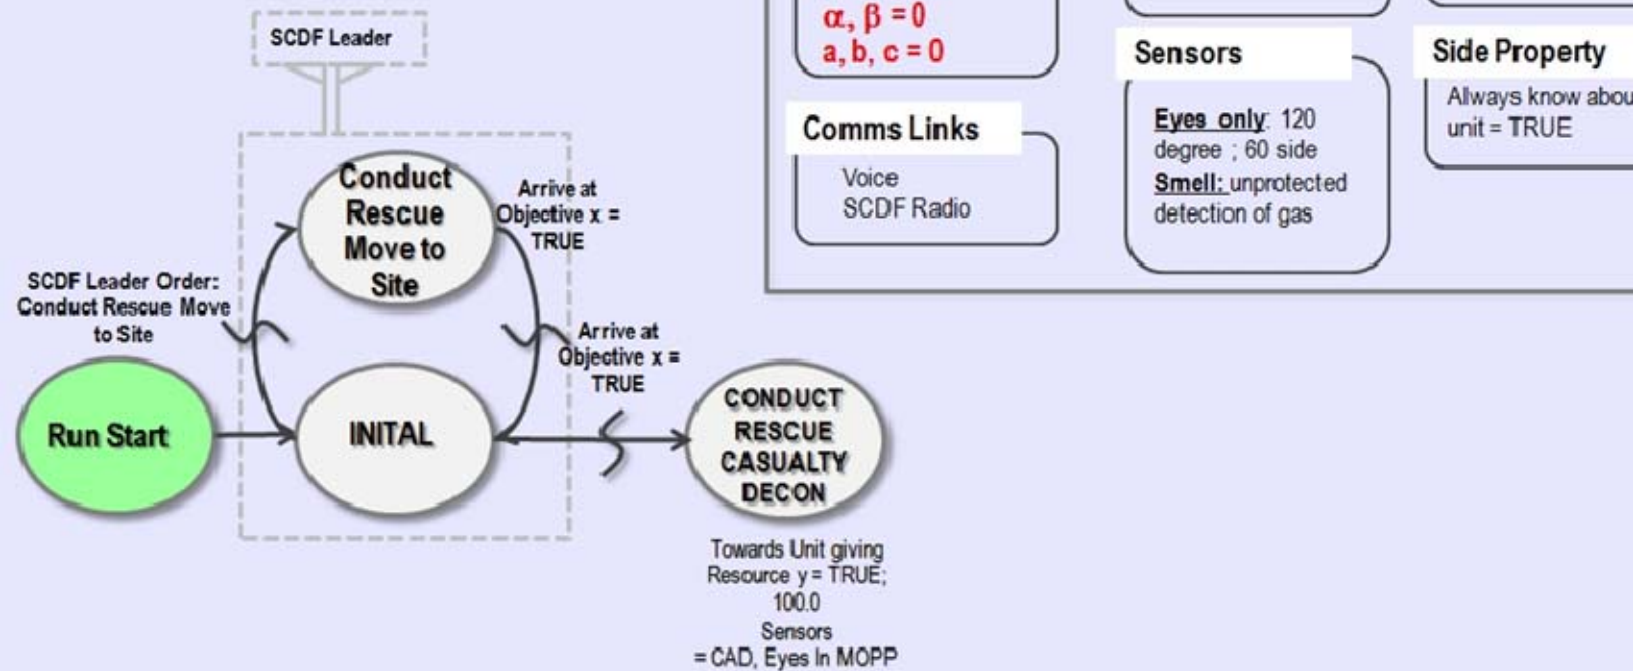 SCDF Leader
Conduct
Rescue
Move to
Site
Arrive at
Objective x =
TRUE
SCDF Leader Order:
Conduct Rescue Move
to Site
Arrive at
Objective x =
TRUE
Run Start
INITAL
CONDUCT
RESCUE
CASUALTY
DECON
Towards Unit giving
Resource y = TRUE;
100.0
Sensors
= CAD, Eyes In MOPP
α, β = 0
a, b, c = 0
Comms Links
Voice
SCDF Radio
Sensors
Eyes only: 120
degree ; 60 side
Smell: unprotected
detection of gas
Side Property
Always know abou
unit = TRUE